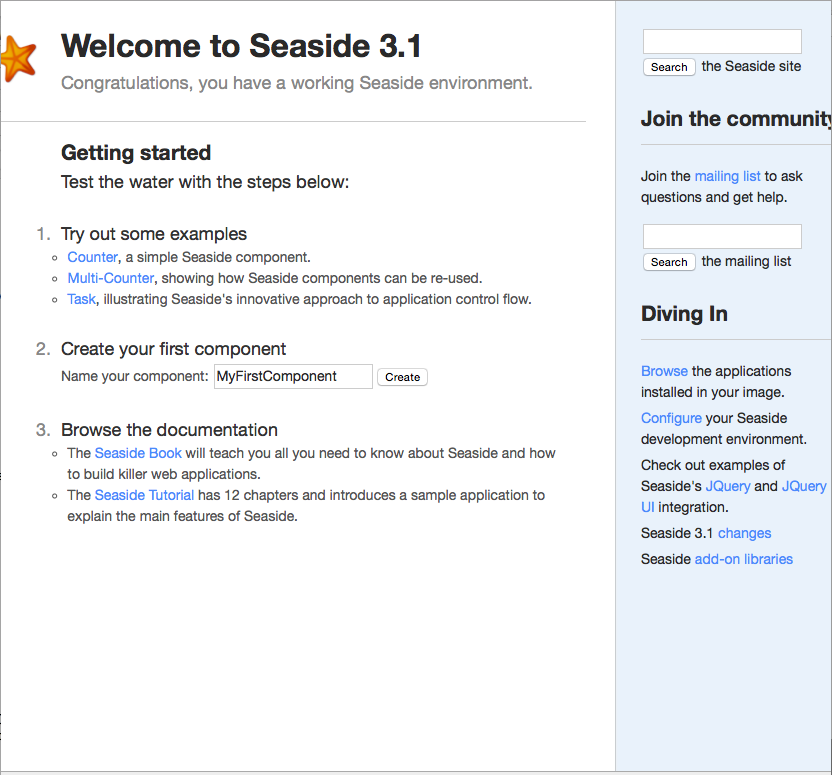 Welcome to Seaside 3.1
Congratulations, you have a working Seaside environment.
Getting started
Test the water with the steps below:
1. Try out some examples
Counter, a simple Seaside component.
Multi-Counter, showing how Seaside components can be re-used.
Task, illustrating Seaside's innovative approach to application control flow.
2. Create your first component
Name your component: MyFirstComponent Create
3. Browse the documentation
The Seaside Book will teach you all you need to know about Seaside and how
to build killer web applications.
The Seaside Tutorial has 12 chapters and introduces a sample application to
explain the main features of Seaside.
Search the Seaside site
Join the community
Join the mailing list to ask
questions and get help.
Search the mailing list
Diving In
Browse the applications
installed in your image.
Configure your Seaside
development environment.
Check out examples of
Seaside's JQuery and JQuery
UI integration.
Seaside 3.1 changes
Seaside add-on libraries